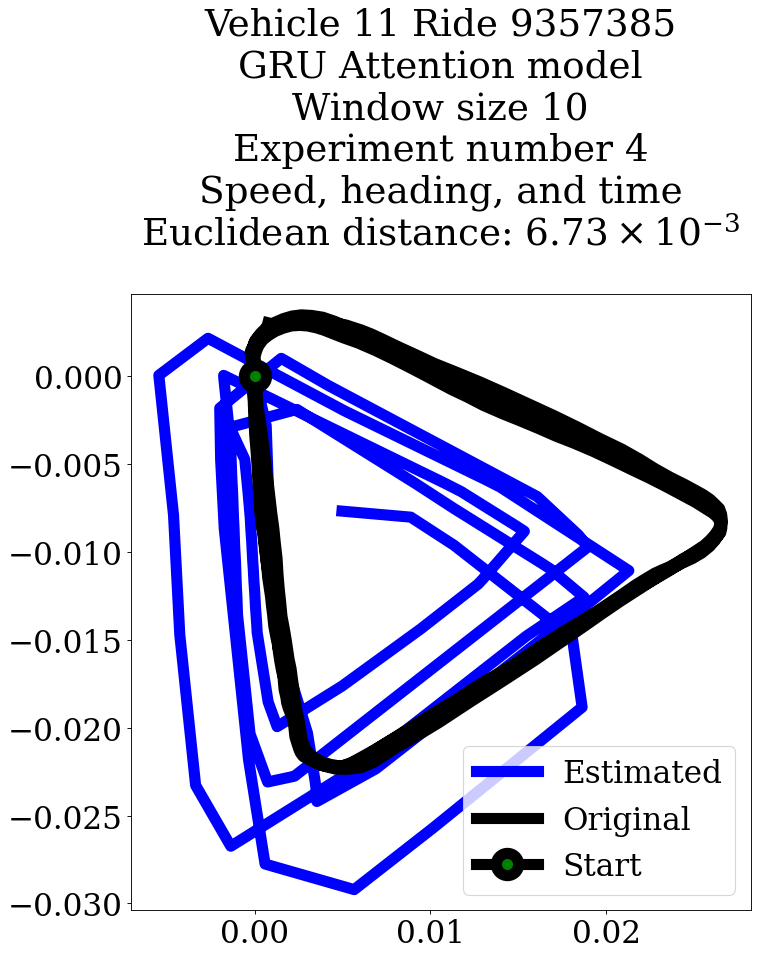 Vehicle 11 Ride 9357385
GRU Attention model
Window size 10
Experiment number 4
Speed, heading, and time
Euclidean distance: 6.73 × 10⁻³
0.000
−0.005
−0.010
−0.015
−0.020
−0.025
−0.030
Estimated
Original
Start
0.00 0.01 0.02